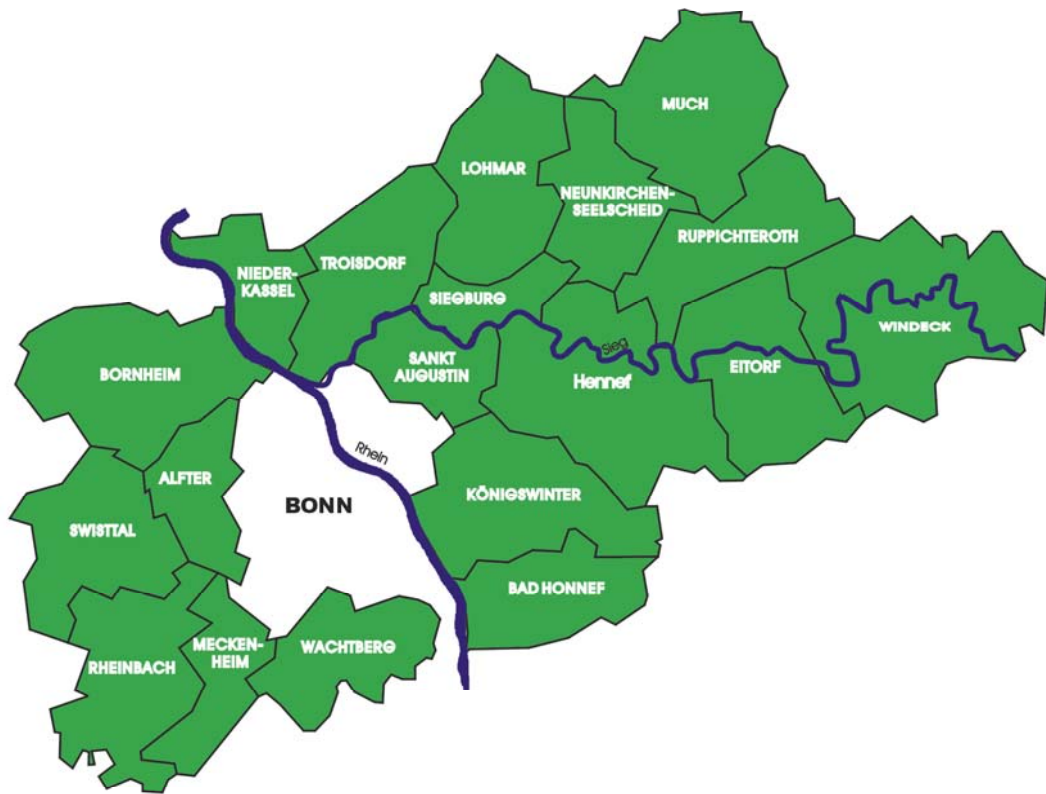 MUCH
LOHMAR
NEUNKIRCHEN-
SEELSCHEID
RUPPICHTEROTH
TROISDORF
NIEDER-
KASSEL
SIEGBURG
WINDECK
Sieg
SANKT
AUGUSTIN
EITORF
BORNHEIM
Hennef
Rhein
ALFTER
KÖNIGSWINTER
BONN
SWISTTAL
BAD HONNEF
MECKEN-
HEIM
WACHTBERG
RHEINBACH